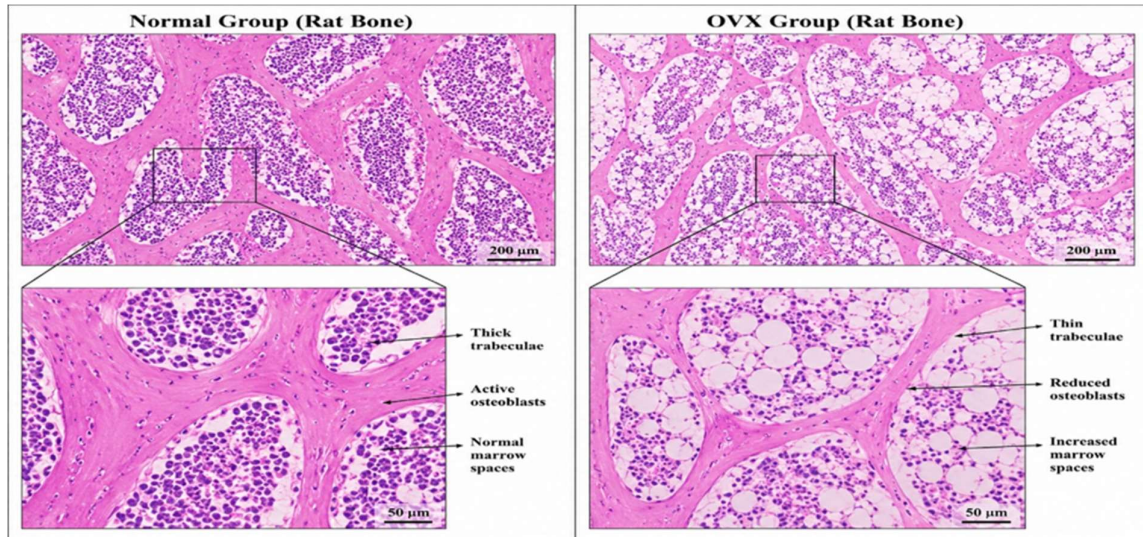 Normal Group (Rat Bone)
200 µm
Thick
trabeculae
Active
osteoblasts
Normal
marrow
spaces
50 µm
OVX Group (Rat Bone)
200 µm
Thin
trabeculae
Reduced
osteoblasts
Increased
marrow
spaces
50 µm